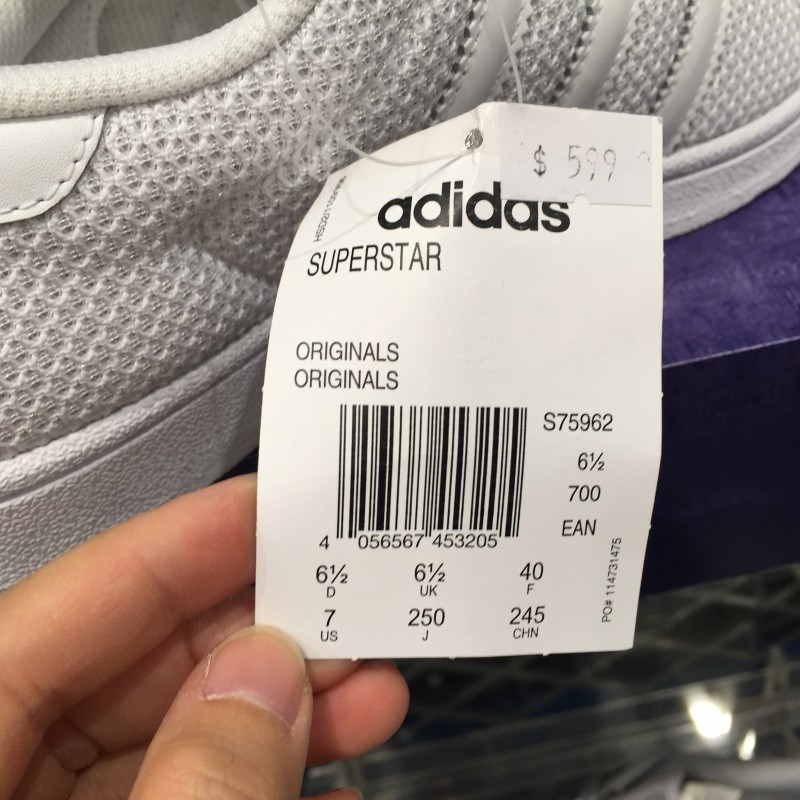 $ 599
adidas
SUPERSTAR
ORIGINALS
ORIGINALS
S75962
6½
700
EAN
4 056567 453205
6½ 6½ 40
D UK F
7 250 245
US J CHN
PO# 114731475